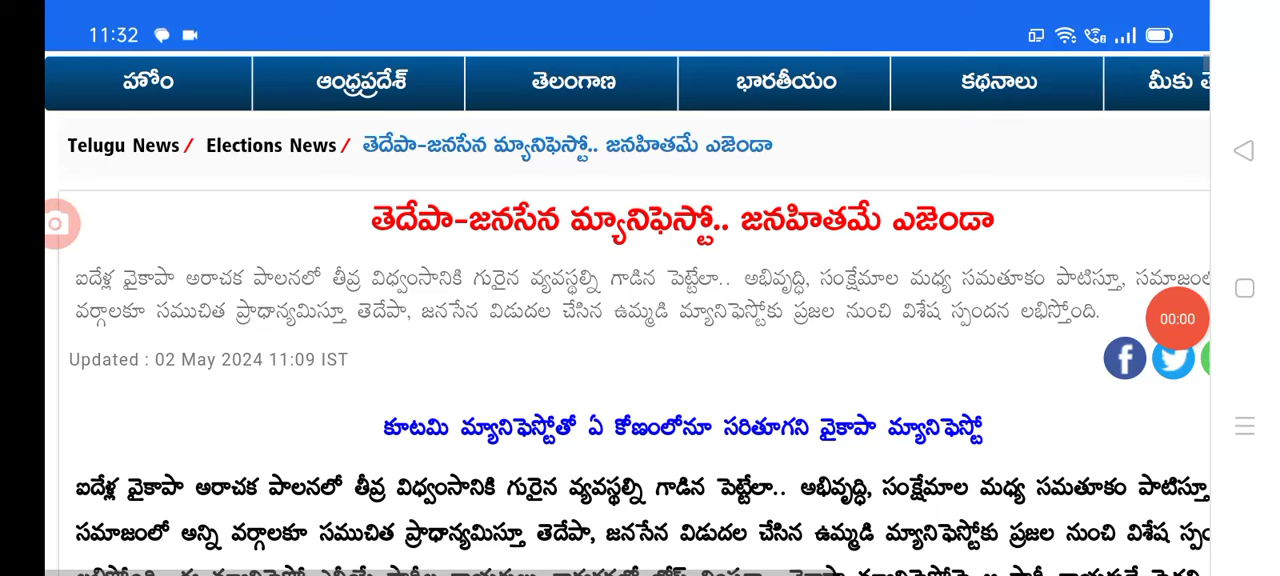 11:32
హోం ఆంధ్రప్రదేశ్ తెలంగాణ భారతీయం కథనాలు మీకు
Telugu News / Elections News / తెదేపా-జనసేన మ్యానిఫెస్టో.. జనహితమే ఎజెండా
తెదేపా-జనసేన మ్యానిఫెస్టో.. జనహితమే ఎజెండా
ఐదేళ్ల వైకాపా అరాచక పాలనలో తీవ్ర విధ్వంసానికి గురైన వ్యవస్థల్ని గాడిన పెట్టేలా.. అభివృద్ధి, సంక్షేమాల మధ్య సమతూకం పాటిస్తూ,
వర్గాలకూ సముచిత ప్రాధాన్యమిస్తూ తెదేపా, జనసేన విడుదల చేసిన ఉమ్మడి మ్యానిఫెస్టోకు ప్రజల నుంచి విశేష స్పందన లభిస్తోంది.
00:00
Updated : 02 May 2024 11:09 IST
కూటమి మ్యానిఫెస్టోతో ఏ కోణంలోనూ సరితూగని వైకాపా మ్యానిఫెస్టో
ఐదేళ్ల వైకాపా అరాచక పాలనలో తీవ్ర విధ్వంసానికి గురైన వ్యవస్థల్ని గాడిన పెట్టేలా.. అభివృద్ధి, సంక్షేమాల మధ్య సమతూకం పాటిస్తూ
సమాజంలో అన్ని వర్గాలకూ సముచిత ప్రాధాన్యమిస్తూ తెదేపా, జనసేన విడుదల చేసిన ఉమ్మడి మ్యానిఫెస్టోకు ప్రజల నుంచి విశేష